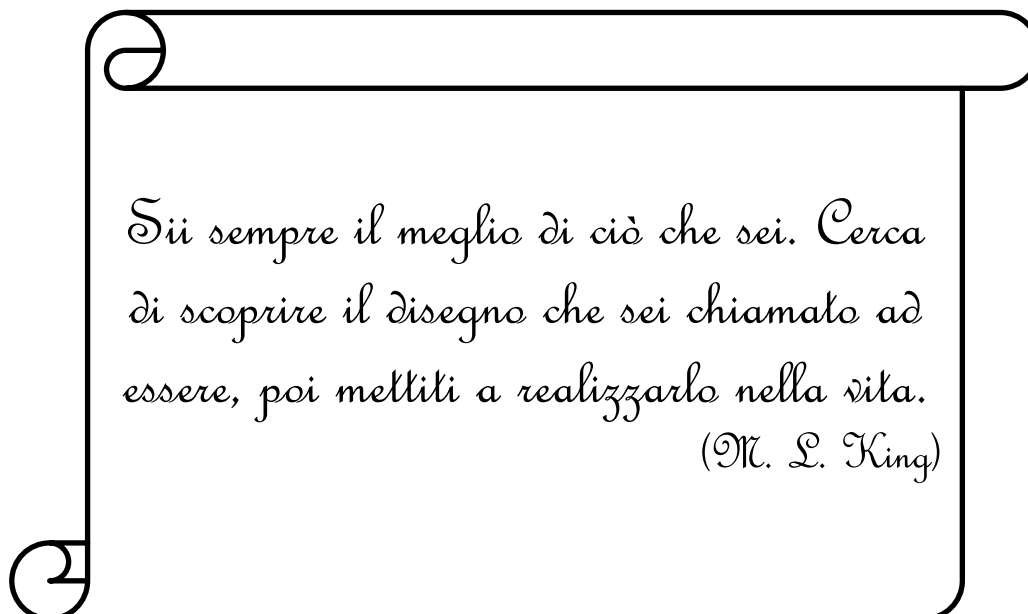 Sii sempre il meglio di ciò che sei. Cerca
di scoprire il disegno che sei chiamato ad
essere, poi mettiti a realizzarlo nella vita.
(M. L. King)